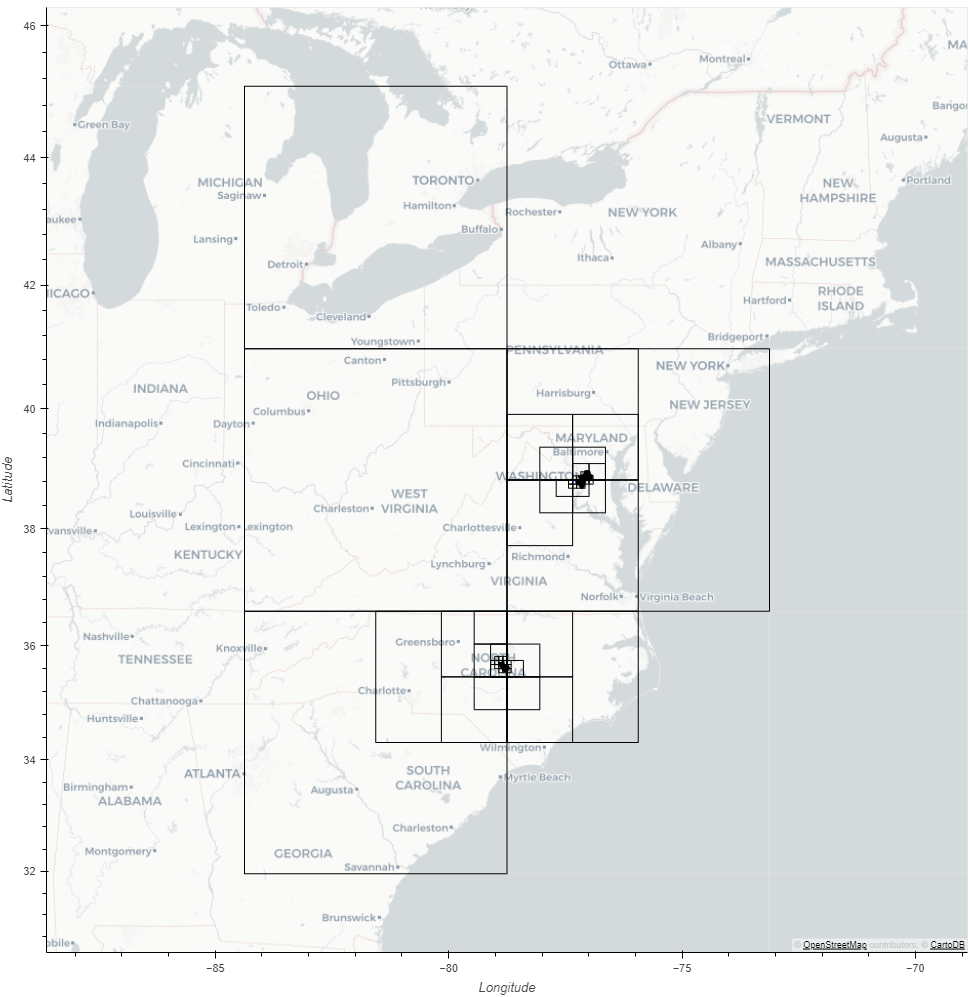 46
Ottawa
Montreal
MA
Green Bay
VERMONT
Bangor
Augusta
44
MICHIGAN
TORONTO
NEW
HAMPSHIRE
Portland
Saginaw
Hamilton
Rochester
NEW YORK
aukee
Buffalo
Lansing
Albany
Detroit
Ithaca
MASSACHUSETTS
42
ICAGO
RHODE
ISLAND
Toledo
Cleveland
Hartford
Youngstown
Bridgeport
PENNSYLVANIA
Canton
NEW YORK
INDIANA
Pittsburgh
OHIO
Harrisburg
40
Columbus
NEW JERSEY
Indianapolis
Dayton
MARYLAND
Baltimore
Cincinnati
WASHINGTON
DELAWARE
Latitude
WEST
VIRGINIA
Louisville
Charleston
38
vansville
Lexington
Lexington
Charlottesville
KENTUCKY
Richmond
Lynchburg
VIRGINIA
Norfolk
Virginia Beach
Nashville
36
Greensboro
Knoxville
TENNESSEE
NORTH
CAROLINA
Charlotte
Chattanooga
Huntsville
Wilmington
34
ATLANTA
SOUTH
CAROLINA
Myrtle Beach
Birmingham
Augusta
ALABAMA
Charleston
Montgomery
GEORGIA
32
Savannah
Brunswick
obile
© OpenStreetMap contributors, © CartoDB
−85
−80
−75
−70
Longitude